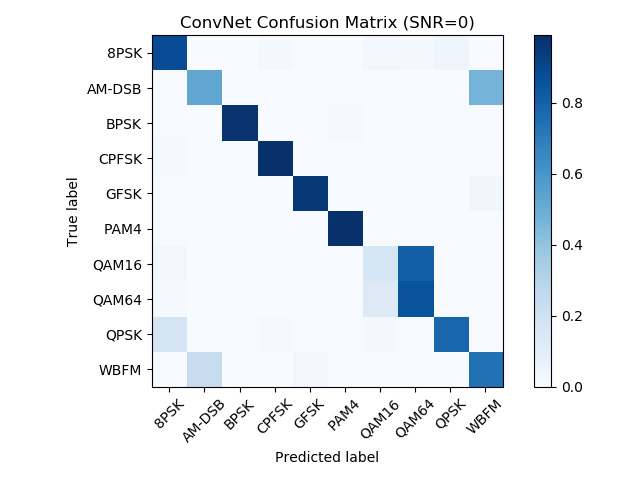 ConvNet Confusion Matrix (SNR=0)
True label
8PSK
AM-DSB
BPSK
CPFSK
GFSK
PAM4
QAM16
QAM64
QPSK
WBFM
8PSK
AM-DSB
BPSK
CPFSK
GFSK
PAM4
QAM16
QAM64
QPSK
WBFM
Predicted label
0.8
0.6
0.4
0.2
0.0